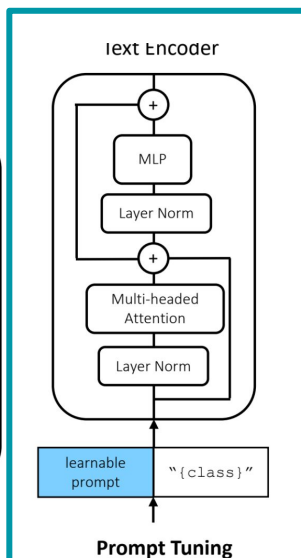 Text Encoder
+
MLP
Layer Norm
+
Multi-headed
Attention
Layer Norm
learnable
prompt
"{class}"
Prompt Tuning